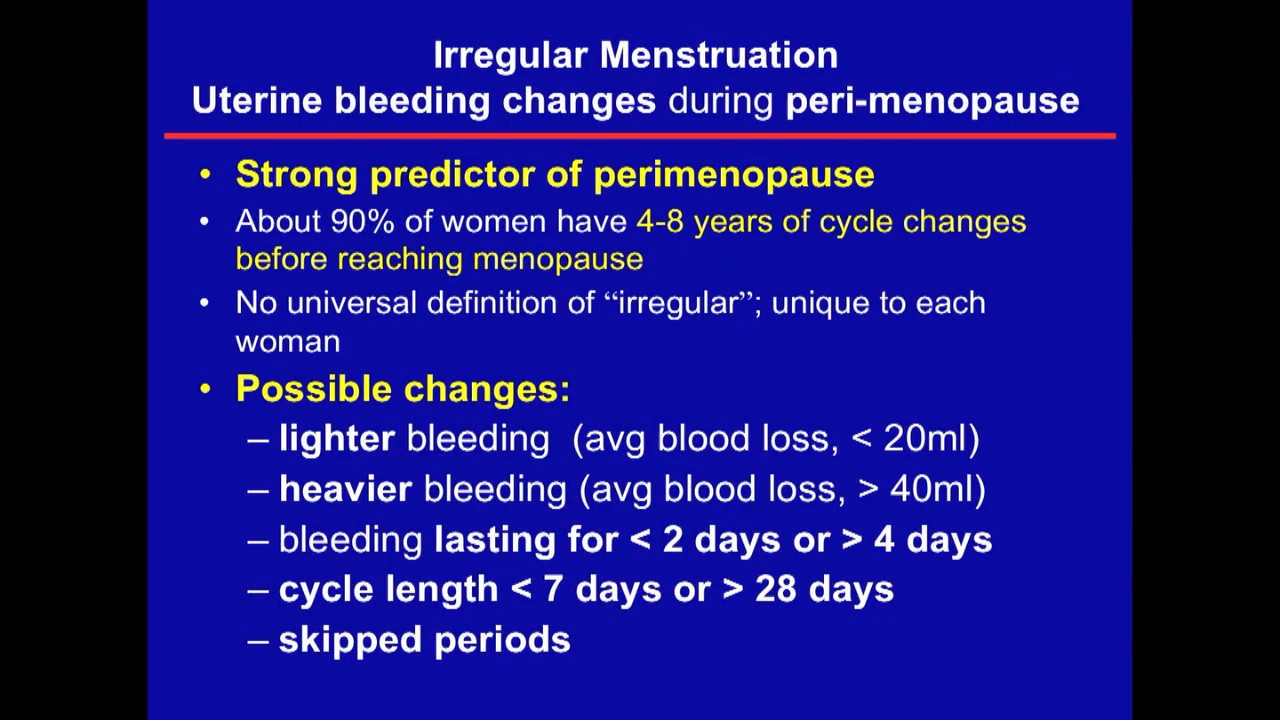 Irregular Menstruation
Uterine bleeding changes during peri-menopause
• Strong predictor of perimenopause
• About 90% of women have 4-8 years of cycle changes
before reaching menopause
• No universal definition of “irregular”; unique to each
woman
• Possible changes:
– lighter bleeding (avg blood loss, < 20ml)
– heavier bleeding (avg blood loss, > 40ml)
– bleeding lasting for < 2 days or > 4 days
– cycle length < 7 days or > 28 days
– skipped periods